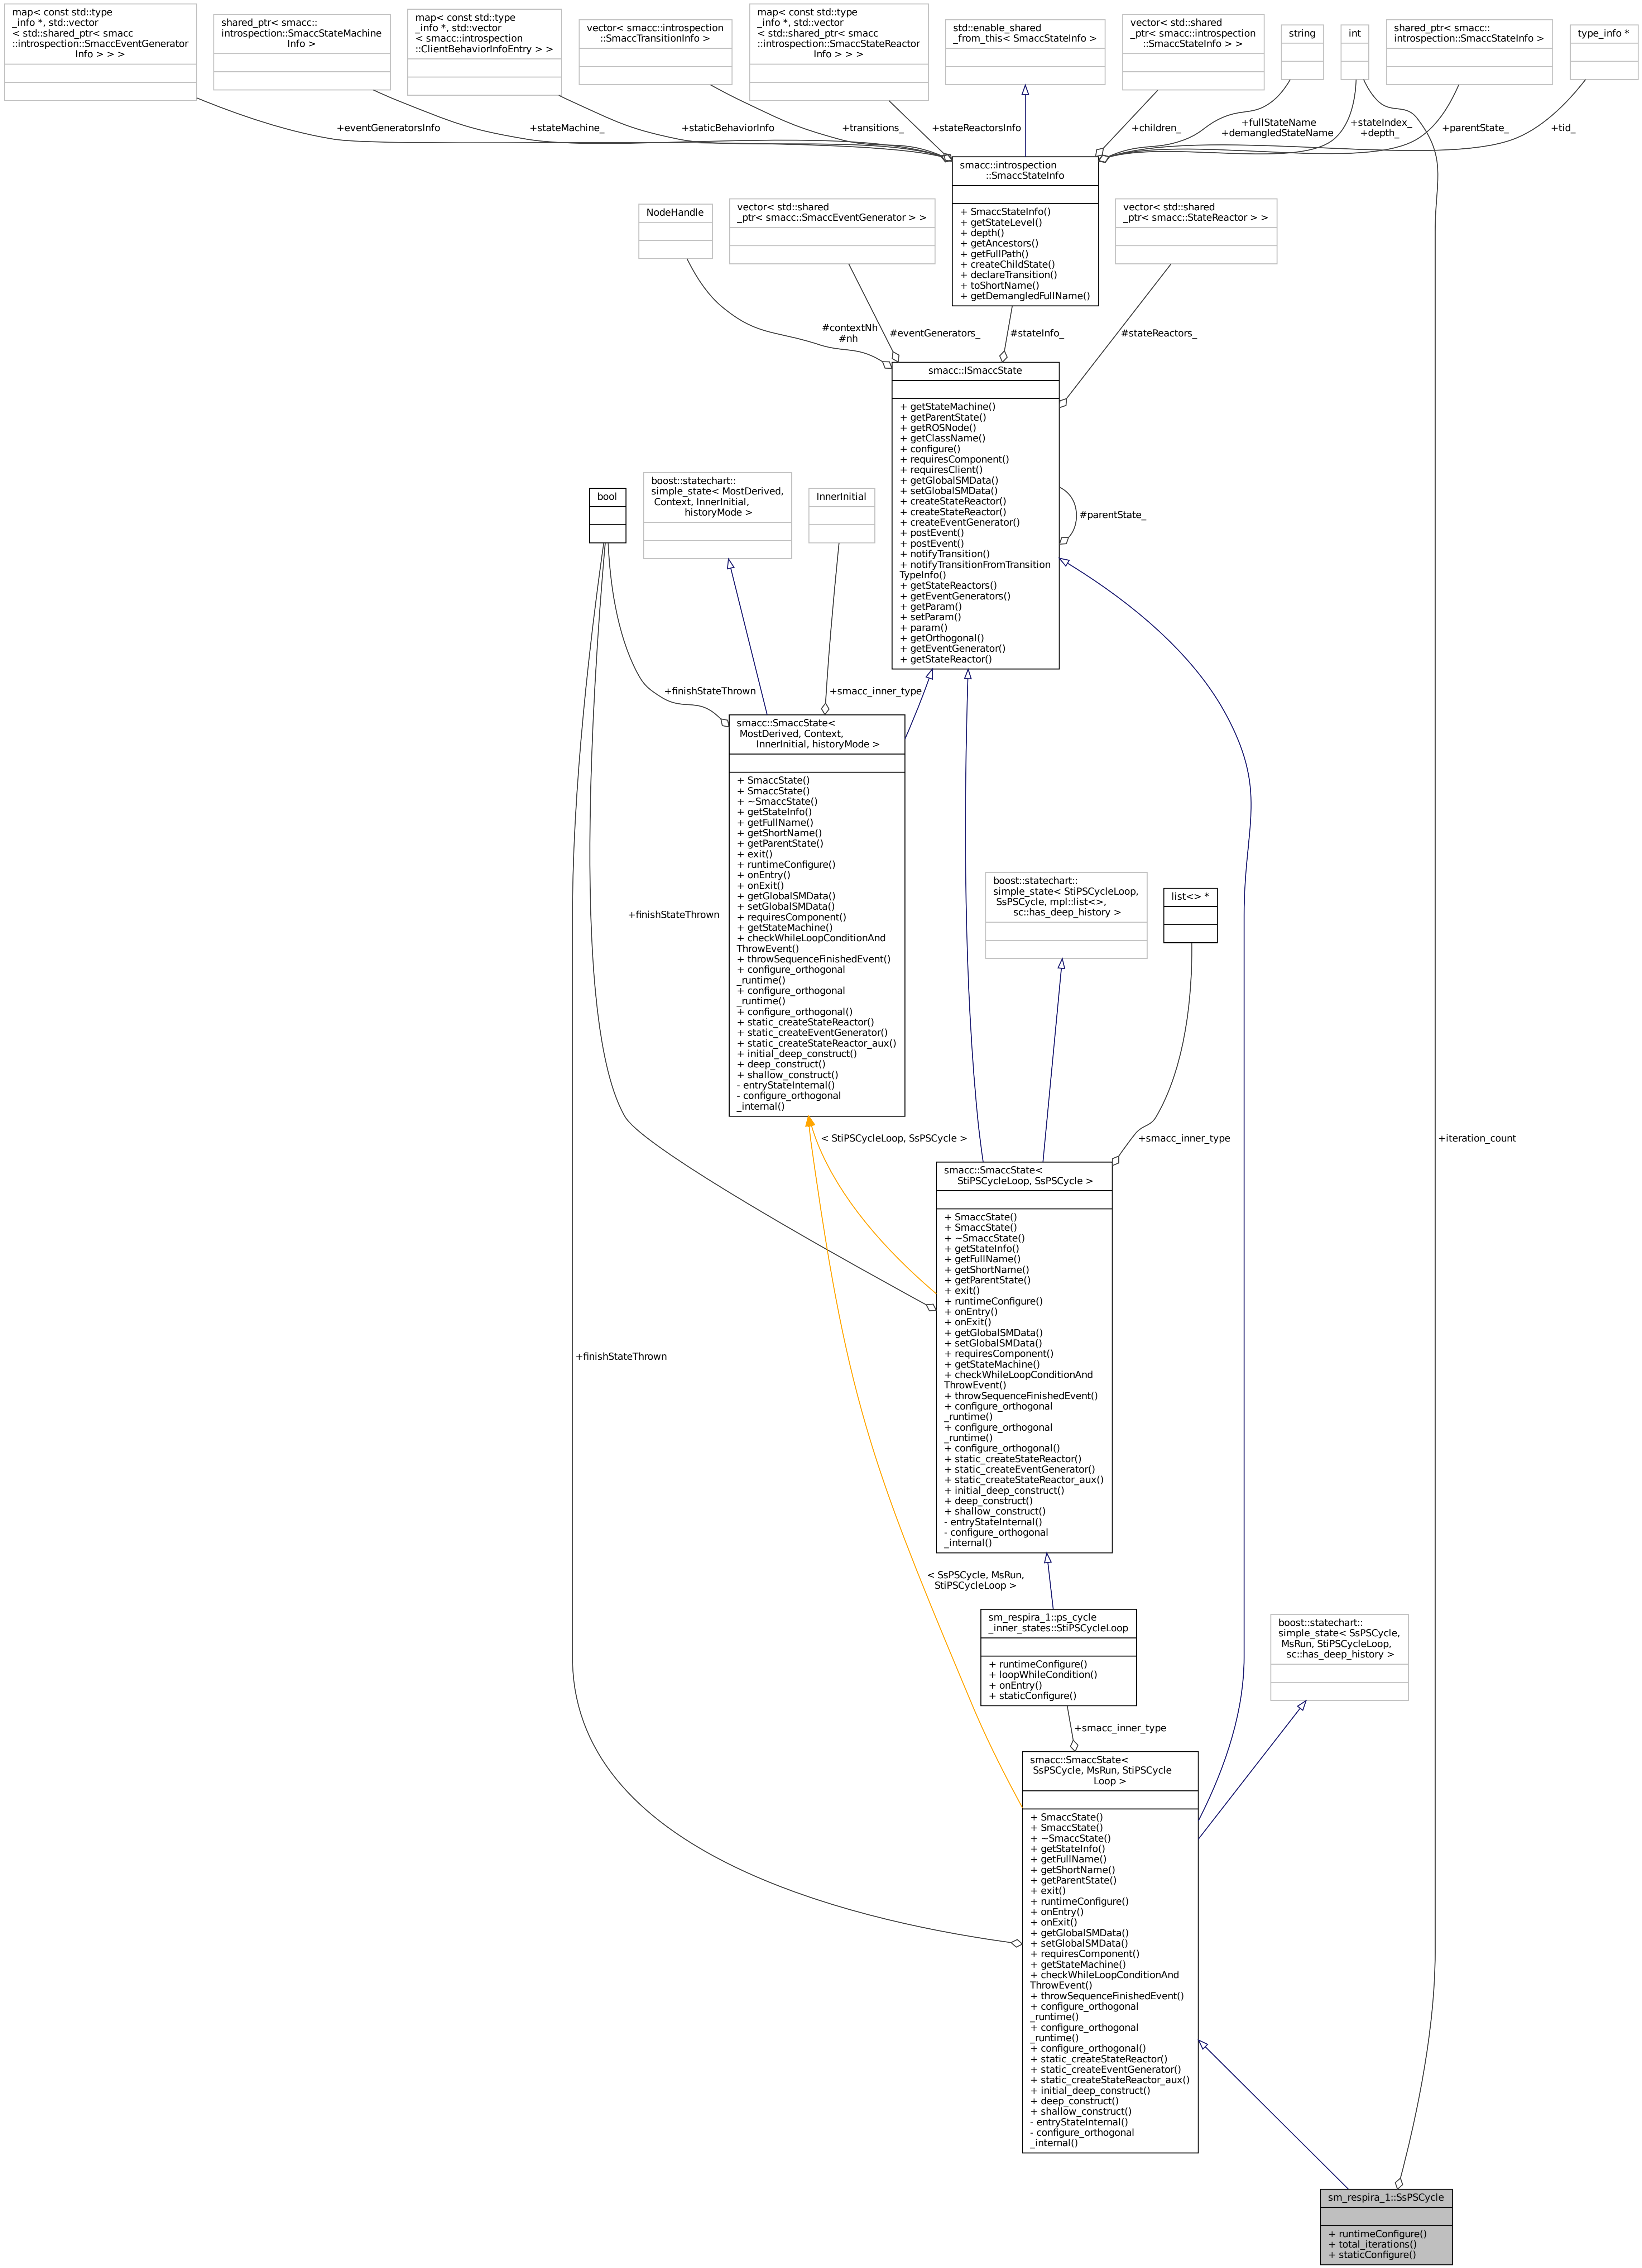 map< const std::type
_info *, std::vector
< std::shared_ptr< smacc
::introspection::SmaccEventGenerator
Info > > >
shared_ptr< smacc::
introspection::SmaccStateMachine
Info >
map< const std::type
_info *, std::vector
< smacc::introspection
::ClientBehaviorInfoEntry > >
vector< smacc::introspection
::SmaccTransitionInfo >
map< const std::type
_info *, std::vector
< std::shared_ptr< smacc
::introspection::SmaccStateReactor
Info > > >
std::enable_shared
_from_this< SmaccStateInfo >
vector< std::shared
_ptr< smacc::introspection
::SmaccStateInfo > >
string
int
shared_ptr< smacc::
introspection::SmaccStateInfo >
type_info *
+eventGeneratorsInfo
+stateMachine_
+staticBehaviorInfo
+transitions_
+stateReactorsInfo
+children_
+fullStateName
+demangledStateName
+stateIndex_
+depth_
+parentState_
+tid_
smacc::introspection
::SmaccStateInfo
+ SmaccStateInfo()
+ getStateLevel()
+ depth()
+ getAncestors()
+ getFullPath()
+ createChildState()
+ declareTransition()
+ toShortName()
+ getDemangledFullName()
NodeHandle
vector< std::shared
_ptr< smacc::SmaccEventGenerator > >
vector< std::shared
_ptr< smacc::StateReactor > >
#contextNh
#nh
#eventGenerators_
#stateInfo_
#stateReactors_
smacc::ISmaccState
+ getStateMachine()
+ getParentState()
+ getROSNode()
+ getClassName()
+ configure()
+ requiresComponent()
+ requiresClient()
+ getGlobalSMData()
+ setGlobalSMData()
+ createStateReactor()
+ createStateReactor()
+ createEventGenerator()
+ postEvent()
+ postEvent()
+ notifyTransition()
+ notifyTransitionFromTransition
TypeInfo()
+ getStateReactors()
+ getEventGenerators()
+ getParam()
+ setParam()
+ param()
+ getOrthogonal()
+ getEventGenerator()
+ getStateReactor()
#parentState_
bool
boost::statechart::
simple_state< MostDerived,
Context, InnerInitial,
historyMode >
InnerInitial
+finishStateThrown
+smacc_inner_type
smacc::SmaccState<
MostDerived, Context,
InnerInitial, historyMode >
+ SmaccState()
+ SmaccState()
+ ~SmaccState()
+ getStateInfo()
+ getFullName()
+ getShortName()
+ getParentState()
+ exit()
+ runtimeConfigure()
+ onEntry()
+ onExit()
+ getGlobalSMData()
+ setGlobalSMData()
+ requiresComponent()
+ getStateMachine()
+ checkWhileLoopConditionAnd
ThrowEvent()
+ throwSequenceFinishedEvent()
+ configure_orthogonal
_runtime()
+ configure_orthogonal
_runtime()
+ configure_orthogonal()
+ static_createStateReactor()
+ static_createEventGenerator()
+ static_createStateReactor_aux()
+ initial_deep_construct()
+ deep_construct()
+ shallow_construct()
- entryStateInternal()
- configure_orthogonal
_internal()
+finishStateThrown
boost::statechart::
simple_state< StiPSCycleLoop,
SsPSCycle, mpl::list<>,
sc::has_deep_history >
list<> *
< StiPSCycleLoop, SsPSCycle >
+smacc_inner_type
+iteration_count
smacc::SmaccState<
StiPSCycleLoop, SsPSCycle >
+ SmaccState()
+ SmaccState()
+ ~SmaccState()
+ getStateInfo()
+ getFullName()
+ getShortName()
+ getParentState()
+ exit()
+ runtimeConfigure()
+ onEntry()
+ onExit()
+ getGlobalSMData()
+ setGlobalSMData()
+ requiresComponent()
+ getStateMachine()
+ checkWhileLoopConditionAnd
ThrowEvent()
+ throwSequenceFinishedEvent()
+ configure_orthogonal
_runtime()
+ configure_orthogonal
_runtime()
+ configure_orthogonal()
+ static_createStateReactor()
+ static_createEventGenerator()
+ static_createStateReactor_aux()
+ initial_deep_construct()
+ deep_construct()
+ shallow_construct()
- entryStateInternal()
- configure_orthogonal
_internal()
+finishStateThrown
< SsPSCycle, MsRun,
StiPSCycleLoop >
sm_respira_1::ps_cycle
_inner_states::StiPSCycleLoop
+ runtimeConfigure()
+ loopWhileCondition()
+ onEntry()
+ staticConfigure()
boost::statechart::
simple_state< SsPSCycle,
MsRun, StiPSCycleLoop,
sc::has_deep_history >
+smacc_inner_type
smacc::SmaccState<
SsPSCycle, MsRun, StiPSCycle
Loop >
+ SmaccState()
+ SmaccState()
+ ~SmaccState()
+ getStateInfo()
+ getFullName()
+ getShortName()
+ getParentState()
+ exit()
+ runtimeConfigure()
+ onEntry()
+ onExit()
+ getGlobalSMData()
+ setGlobalSMData()
+ requiresComponent()
+ getStateMachine()
+ checkWhileLoopConditionAnd
ThrowEvent()
+ throwSequenceFinishedEvent()
+ configure_orthogonal
_runtime()
+ configure_orthogonal
_runtime()
+ configure_orthogonal()
+ static_createStateReactor()
+ static_createEventGenerator()
+ static_createStateReactor_aux()
+ initial_deep_construct()
+ deep_construct()
+ shallow_construct()
- entryStateInternal()
- configure_orthogonal
_internal()
sm_respira_1::SsPSCycle
+ runtimeConfigure()
+ total_iterations()
+ staticConfigure()